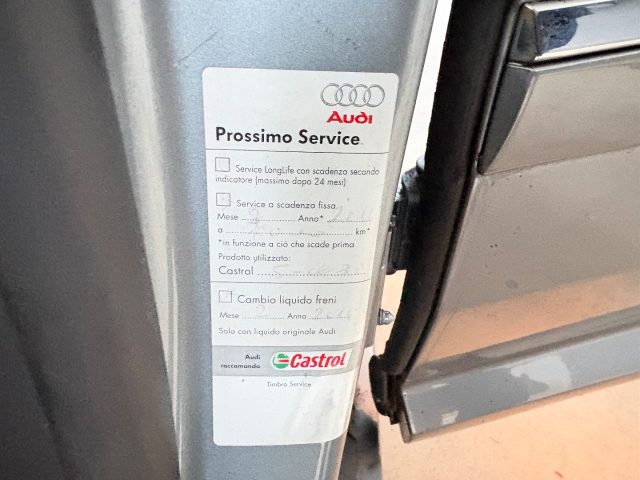 Audi
Prossimo Service
Service LongLife con scadenza secondo
indicatore (massimo dopo 24 mesi)
Service a scadenza fissa
Mese Anno*
a km*
*in funzione a ciò che scade prima
Prodotto utilizzato:
Castrol
Cambio liquido freni
Mese Anno
Solo con liquido originale Audi
Audi
raccomanda
Castrol
Timbro Service